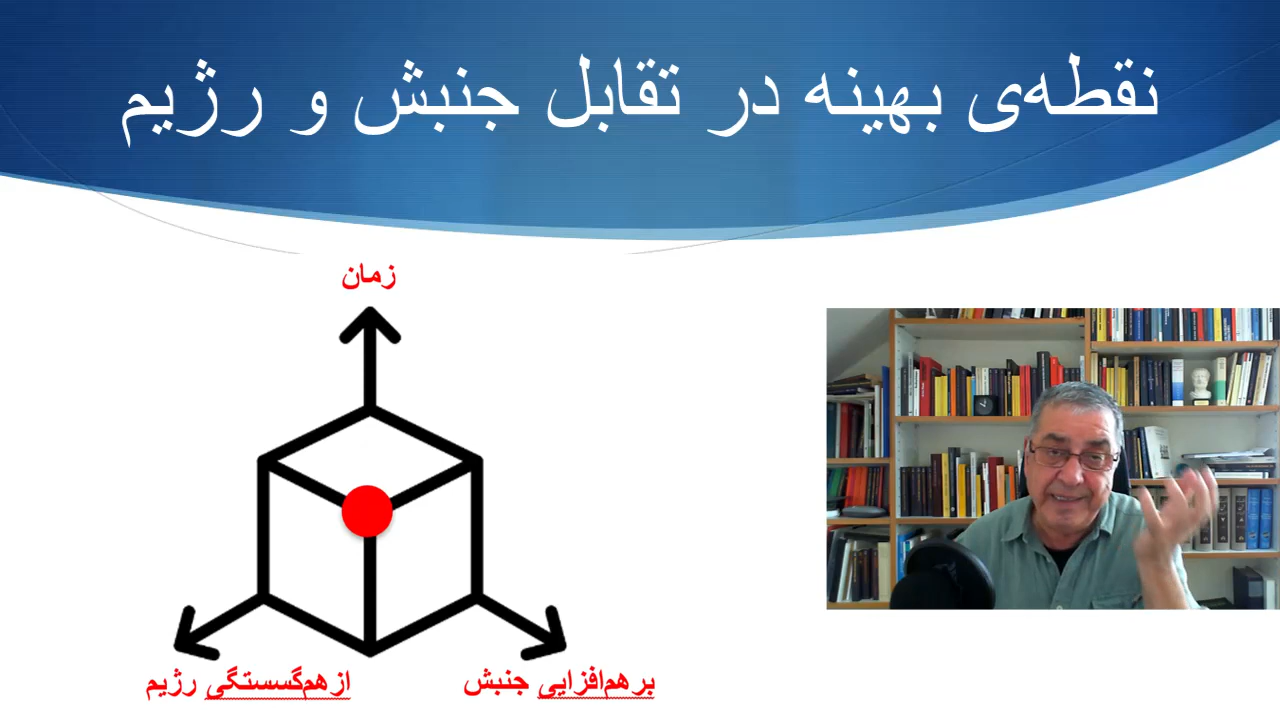 نقطه‌ی بهینه در تقابل جنبش و رژیم
زمان
برهم‌افزایی جنبش
ازهم‌گسستگی رژیم